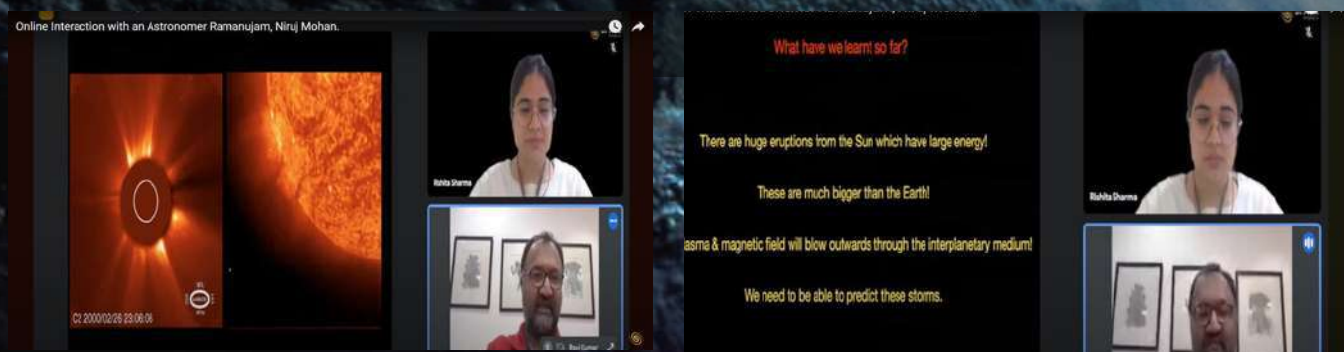 Online Interaction with an Astronomer Ramanujam, Niruj Mohan.
Rishita Sharma
C2 2000/02/26 23:06:06
What have we learnt so far?
There are huge eruptions from the Sun which have large energy!
These are much bigger than the Earth!
asma & magnetic field will blow outwards through the interplanetary medium!
We need to be able to predict these storms.
Rishita Sharma